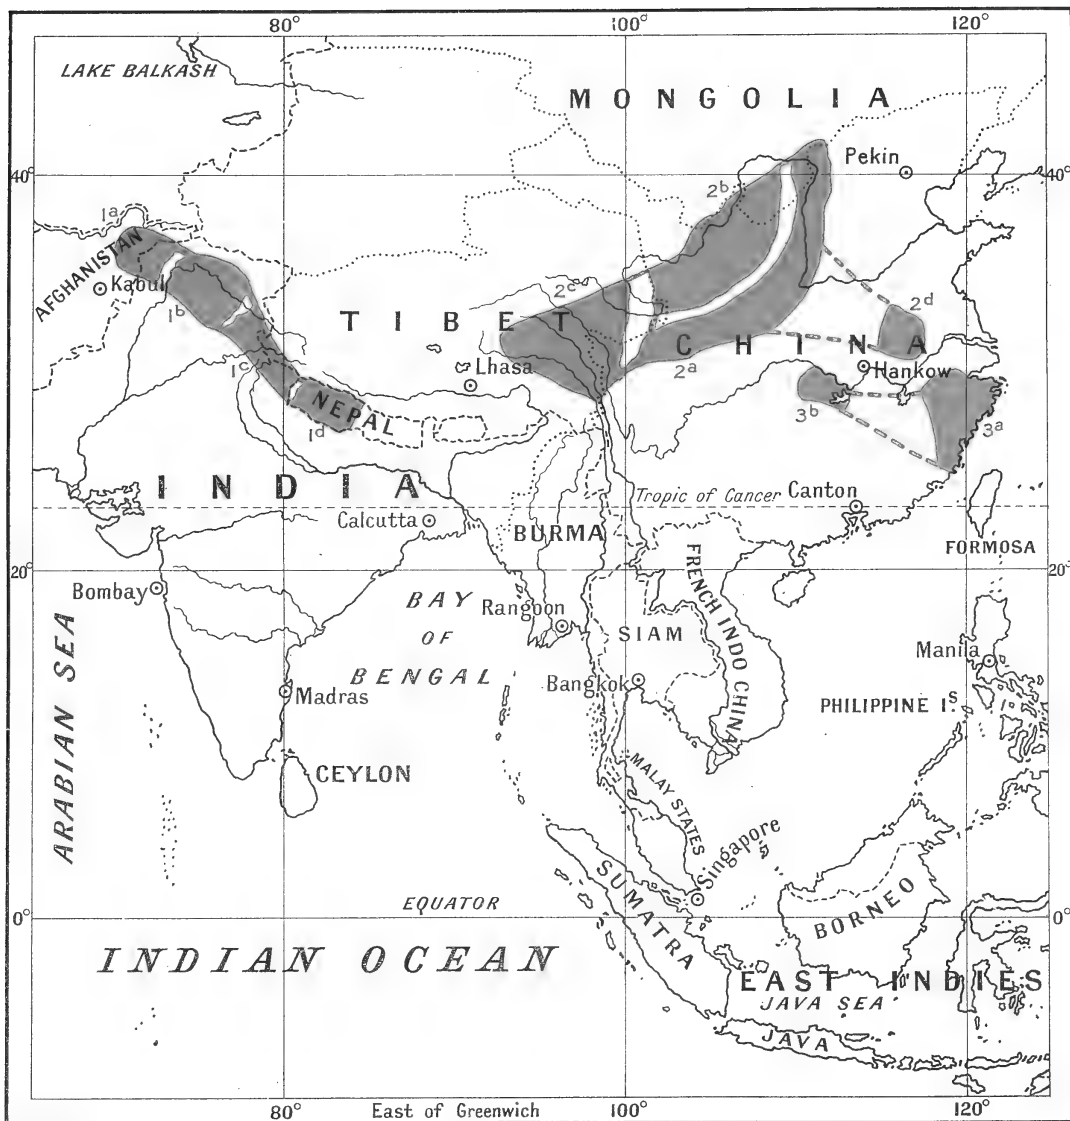 80° 100° 120°
LAKE BALKASH
MONGOLIA
Pekin
40° 40°
1a
2b
AFGHANISTAN
Kabul
1b
2c
2d
TIBET
CHINA
1c
Lhasa
2a
Hankow
NEPAL
1d
3b
3a
INDIA
Tropic of Cancer
Canton
Calcutta
BURMA
FORMOSA
20° 20°
Bombay
BAY
OF
BENGAL
Rangoon
SIAM
FRENCH INDO CHINA
Manila
ARABIAN SEA
Madras
Bangkok
PHILIPPINE Is.
CEYLON
MALAY STATES
Singapore
SUMATRA
EQUATOR
0° 0°
BORNEO
INDIAN OCEAN
EAST INDIES
JAVA SEA
JAVA
80° East of Greenwich 100° 120°